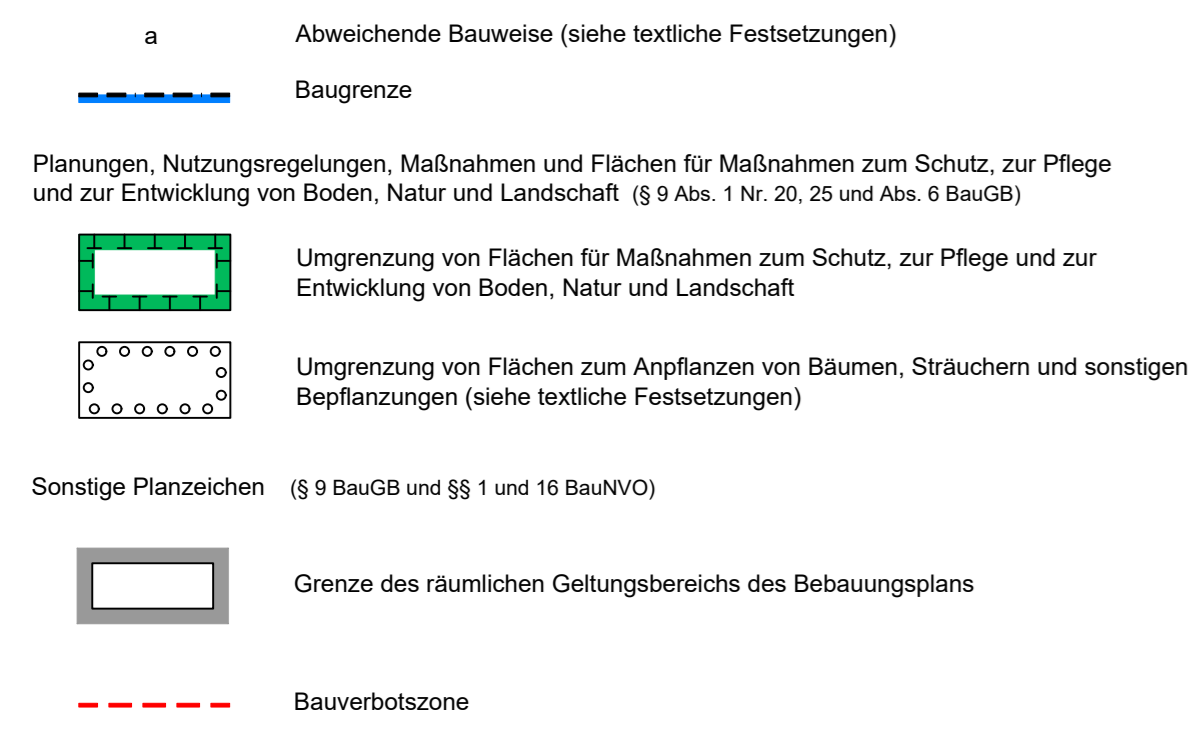 a Abweichende Bauweise (siehe textliche Festsetzungen)
Baugrenze
Planungen, Nutzungsregelungen, Maßnahmen und Flächen für Maßnahmen zum Schutz, zur Pflege
und zur Entwicklung von Boden, Natur und Landschaft (§ 9 Abs. 1 Nr. 20, 25 und Abs. 6 BauGB)
Umgrenzung von Flächen für Maßnahmen zum Schutz, zur Pflege und zur
Entwicklung von Boden, Natur und Landschaft
Umgrenzung von Flächen zum Anpflanzen von Bäumen, Sträuchern und sonstigen
Bepflanzungen (siehe textliche Festsetzungen)
Sonstige Planzeichen (§ 9 BauGB und §§ 1 und 16 BauNVO)
Grenze des räumlichen Geltungsbereichs des Bebauungsplans
Bauverbotszone